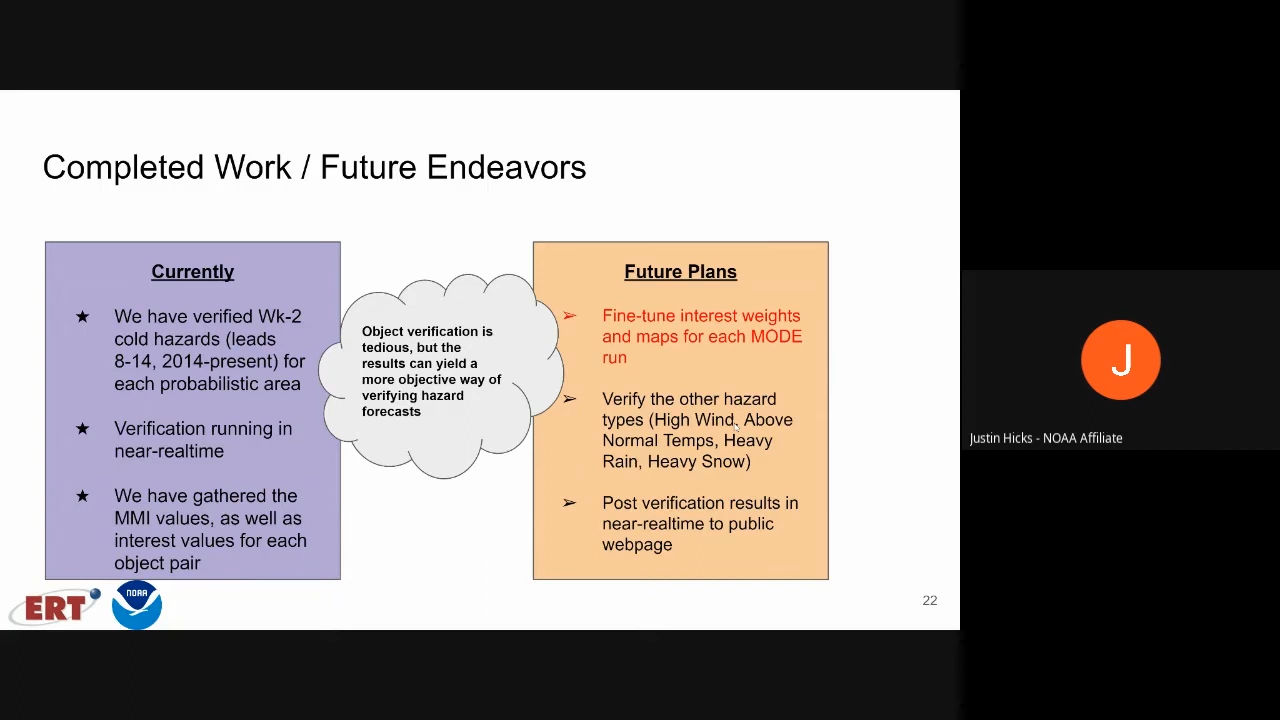 Completed Work / Future Endeavors
Currently
★ We have verified Wk-2
cold hazards (leads
8-14, 2014-present) for
each probabilistic area
★ Verification running in
near-realtime
★ We have gathered the
MMI values, as well as
interest values for each
object pair
Object verification is
tedious, but the
results can yield a
more objective way of
verifying hazard
forecasts
Future Plans
➢ Fine-tune interest weights
and maps for each MODE
run
➢ Verify the other hazard
types (High Wind, Above
Normal Temps, Heavy
Rain, Heavy Snow)
➢ Post verification results in
near-realtime to public
webpage
ERT
NOAA
22
J
Justin Hicks - NOAA Affiliate